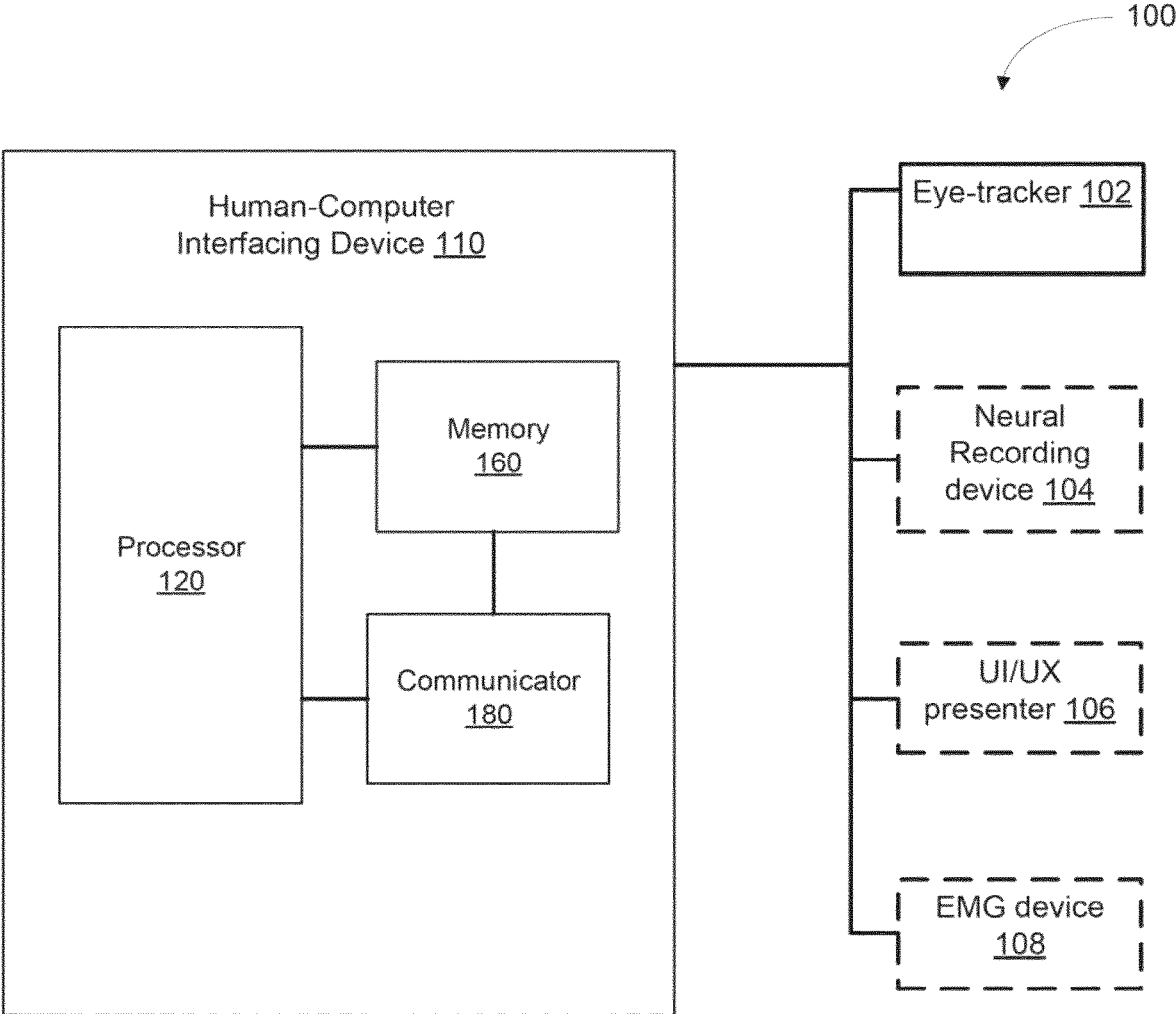 100
Human-Computer
Interfacing Device 110
Processor
120
Memory
160
Communicator
180
Eye-tracker 102
Neural
Recording
device 104
UI/UX
presenter 106
EMG device
108